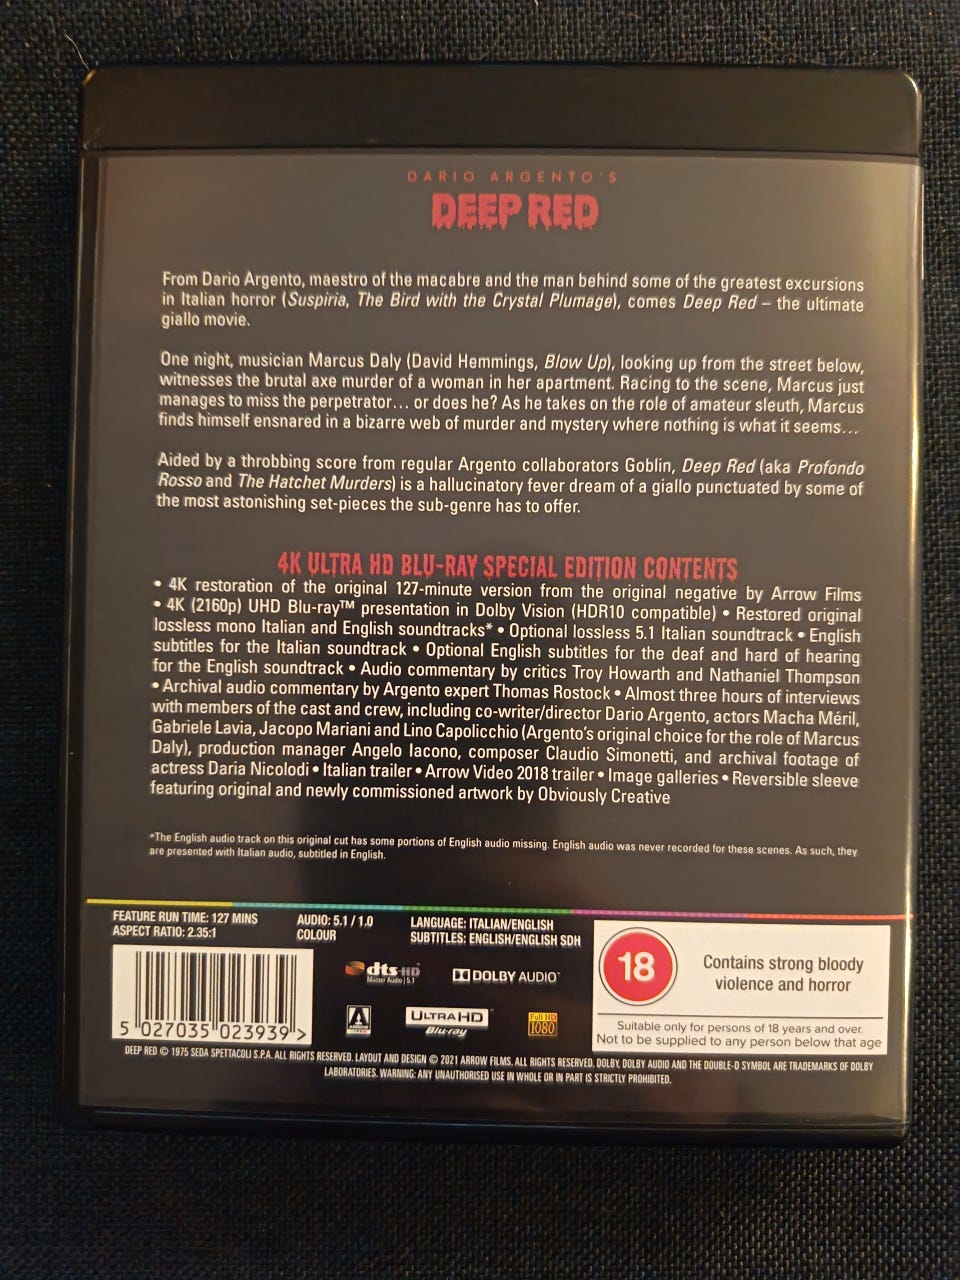 DARIO ARGENTO'S
DEEP RED
From Dario Argento, maestro of the macabre and the man behind some of the greatest excursions
in Italian horror (Suspiria, The Bird with the Crystal Plumage), comes Deep Red – the ultimate
giallo movie.
One night, musician Marcus Daly (David Hemmings, Blow Up), looking up from the street below,
witnesses the brutal axe murder of a woman in her apartment. Racing to the scene, Marcus just
manages to miss the perpetrator... or does he? As he takes on the role of amateur sleuth, Marcus
finds himself ensnared in a bizarre web of murder and mystery where nothing is what it seems...
Aided by a throbbing score from regular Argento collaborators Goblin, Deep Red (aka Profondo
Rosso and The Hatchet Murders) is a hallucinatory fever dream of a giallo punctuated by some of
the most astonishing set-pieces the sub-genre has to offer.
4K ULTRA HD BLU-RAY SPECIAL EDITION CONTENTS
• 4K restoration of the original 127-minute version from the original negative by Arrow Films
• 4K (2160p) UHD Blu-ray™ presentation in Dolby Vision (HDR10 compatible) • Restored original
lossless mono Italian and English soundtracks* • Optional lossless 5.1 Italian soundtrack • English
subtitles for the Italian soundtrack • Optional English subtitles for the deaf and hard of hearing
for the English soundtrack • Audio commentary by critics Troy Howarth and Nathaniel Thompson
• Archival audio commentary by Argento expert Thomas Rostock • Almost three hours of interviews
with members of the cast and crew, including co-writer/director Dario Argento, actors Macha Méril,
Gabriele Lavia, Jacopo Mariani and Lino Capolicchio (Argento's original choice for the role of Marcus
Daly), production manager Angelo Iacono, composer Claudio Simonetti, and archival footage of
actress Daria Nicolodi • Italian trailer • Arrow Video 2018 trailer • Image galleries • Reversible sleeve
featuring original and newly commissioned artwork by Obviously Creative
*The English audio track on this original cut has some portions of English audio missing. English audio was never recorded for these scenes. As such, they
are presented with Italian audio, subtitled in English.
FEATURE RUN TIME: 127 MINS
ASPECT RATIO: 2.35:1
AUDIO: 5.1 / 1.0
COLOUR
LANGUAGE: ITALIAN/ENGLISH
SUBTITLES: ENGLISH/ENGLISH SDH
dts-HD
Master Audio | 5.1
DOLBY AUDIO™
ARROW
VIDEO
ULTRA HD
Blu-ray
Full HD
1080
18
Contains strong bloody
violence and horror
Suitable only for persons of 18 years and over.
Not to be supplied to any person below that age
5 027035 023939 >
DEEP RED © 1975 SEDA SPETTACOLI S.P.A. ALL RIGHTS RESERVED. LAYOUT AND DESIGN © 2021 ARROW FILMS. ALL RIGHTS RESERVED. DOLBY, DOLBY AUDIO AND THE DOUBLE-D SYMBOL ARE TRADEMARKS OF DOLBY
LABORATORIES. WARNING: ANY UNAUTHORISED USE IN WHOLE OR IN PART IS STRICTLY PROHIBITED.